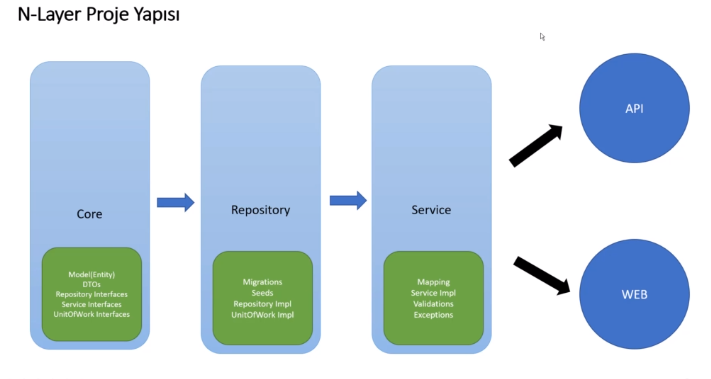 N-Layer Proje Yapısı
Core
Model(Entity)
DTOs
Repository Interfaces
Service Interfaces
UnitOfWork Interfaces
Repository
Migrations
Seeds
Repository Impl
UnitOfWork Impl
Service
Mapping
Service Impl
Validations
Exceptions
API
WEB